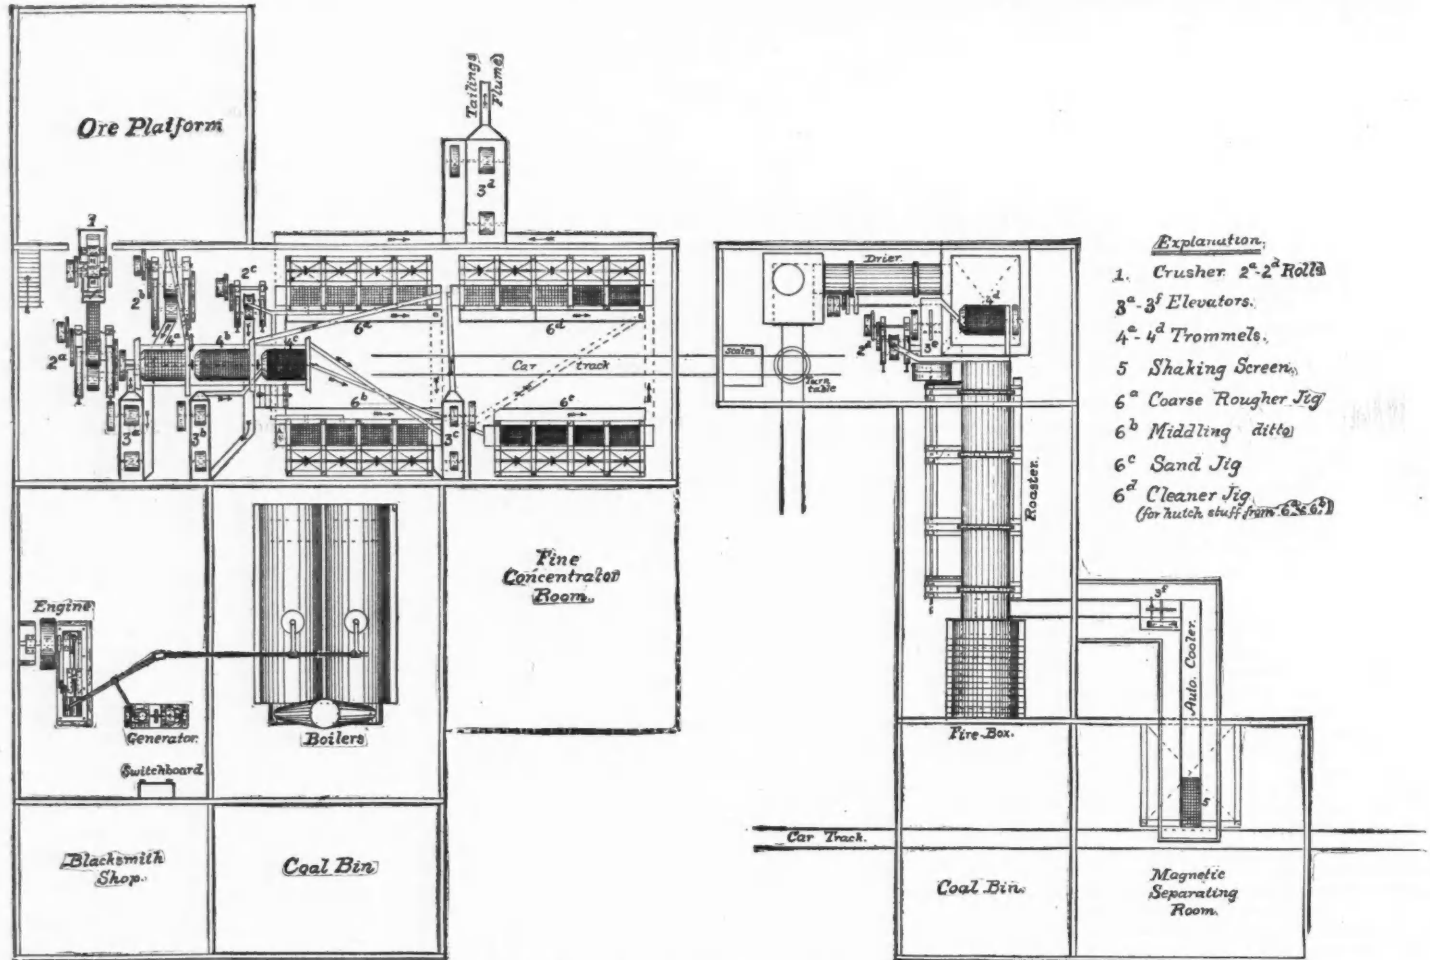 Ore Platform
Tailings
Flume
3d
1
2b
2c
2a
4a
4b
4c
6a
6d
Car track
6b
6c
3a
3b
3c
Drier.
4d
2d
3e
Scales
Turn
table
Roaster.
Explanation.
1. Crusher. 2a-2d Rolls
3a-3f Elevators.
4a-4d Trommels.
5 Shaking Screen.
6a Coarse Rougher Jig
6b Middling ditto
6c Sand Jig
6d Cleaner Jig
(for hutch stuff from 6a & 6b)
Engine
Generator.
Switchboard
Boilers
Fine
Concentrator
Room.
3f
Auto. Cooler.
Fire-Box.
5
Blacksmith
Shop.
Coal Bin
Car Track.
Coal Bin.
Magnetic
Separating
Room.